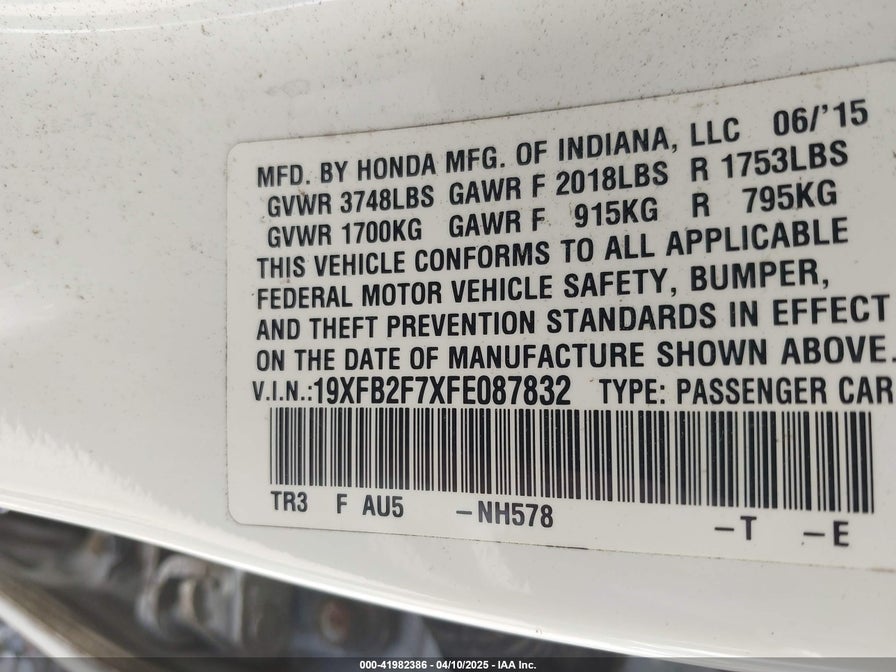 MFD. BY HONDA MFG. OF INDIANA, LLC 06/'15
GVWR 3748LBS GAWR F 2018LBS R 1753LBS
GVWR 1700KG GAWR F 915KG R 795KG
THIS VEHICLE CONFORMS TO ALL APPLICABLE
FEDERAL MOTOR VEHICLE SAFETY, BUMPER,
AND THEFT PREVENTION STANDARDS IN EFFECT
ON THE DATE OF MANUFACTURE SHOWN ABOVE.
V.I.N.:19XFB2F7XFE087832 TYPE: PASSENGER CAR
TR3 F AU5 -NH578 -T -E
000-41982386 - 04/10/2025 - IAA Inc.